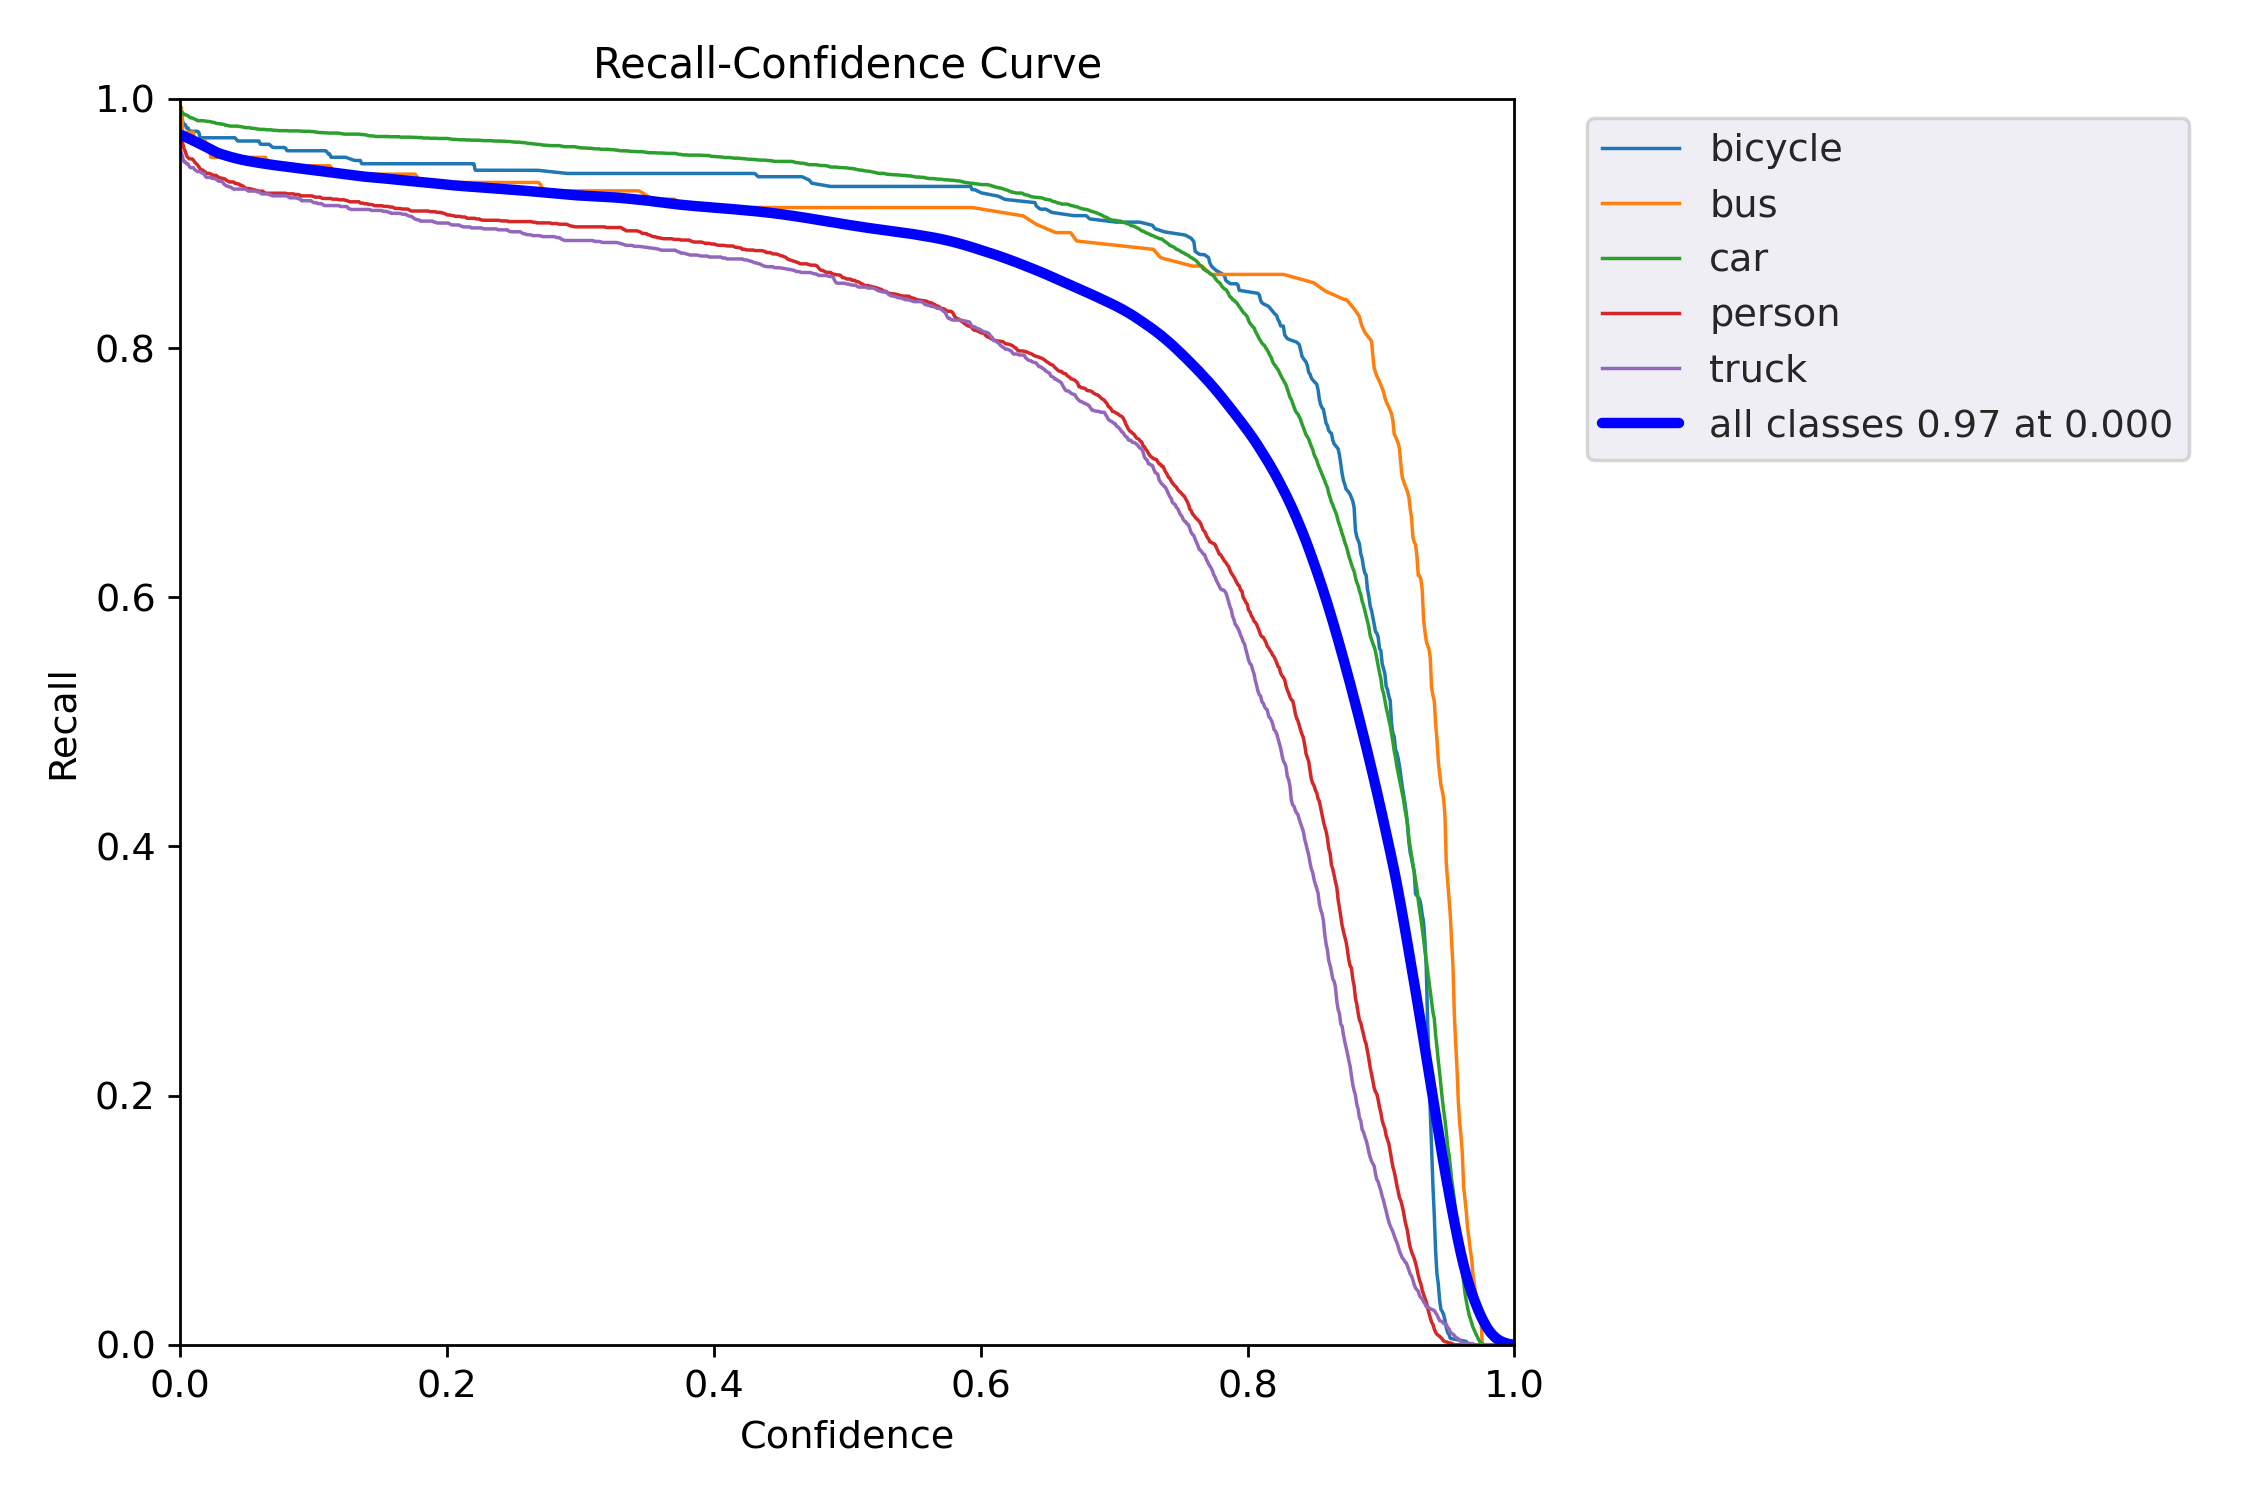 Recall-Confidence Curve
1.0
0.8
0.6
0.4
0.2
0.0
Recall
0.0 0.2 0.4 0.6 0.8 1.0
Confidence
bicycle
bus
car
person
truck
all classes 0.97 at 0.000